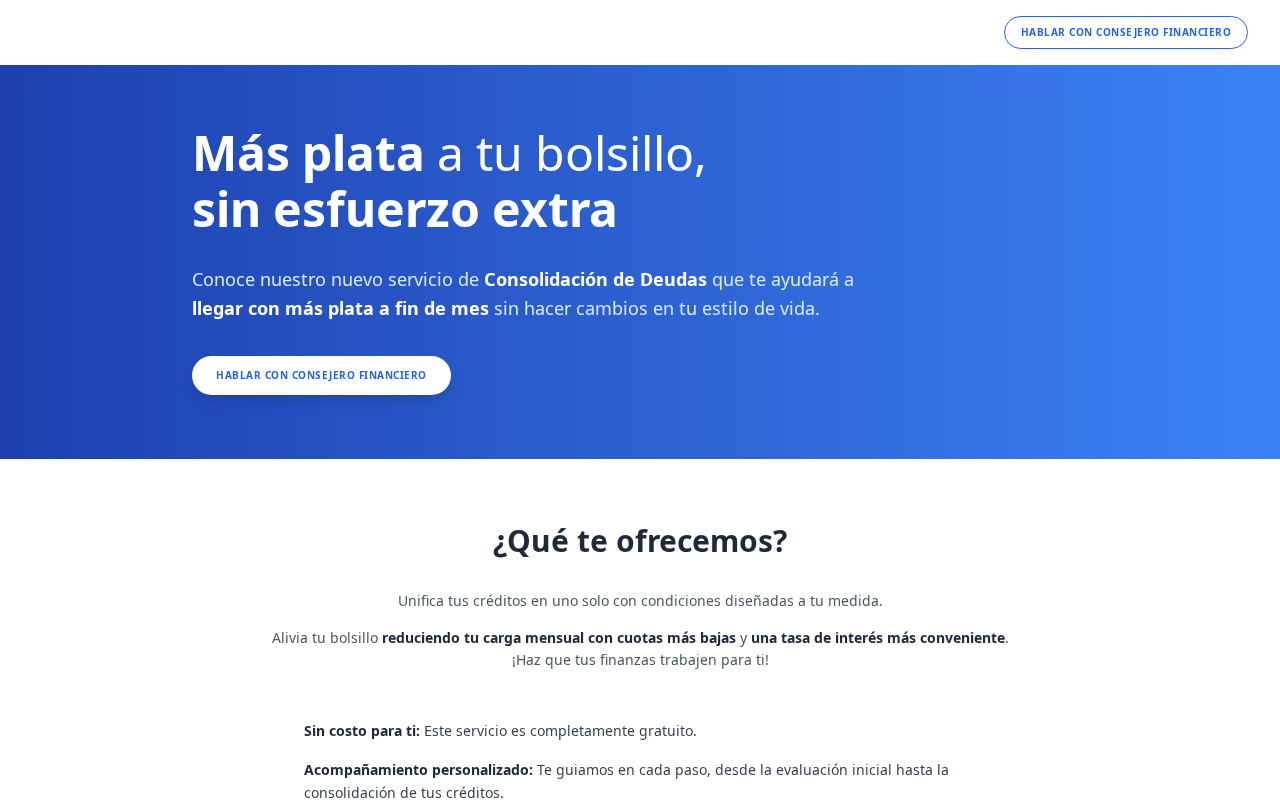 HABLAR CON CONSEJERO FINANCIERO
Más plata a tu bolsillo,
sin esfuerzo extra
Conoce nuestro nuevo servicio de Consolidación de Deudas que te ayudará a
llegar con más plata a fin de mes sin hacer cambios en tu estilo de vida.
HABLAR CON CONSEJERO FINANCIERO
¿Qué te ofrecemos?
Unifica tus créditos en uno solo con condiciones diseñadas a tu medida.
Alivia tu bolsillo reduciendo tu carga mensual con cuotas más bajas y una tasa de interés más conveniente.
¡Haz que tus finanzas trabajen para ti!
Sin costo para ti: Este servicio es completamente gratuito.
Acompañamiento personalizado: Te guiamos en cada paso, desde la evaluación inicial hasta la
consolidación de tus créditos.